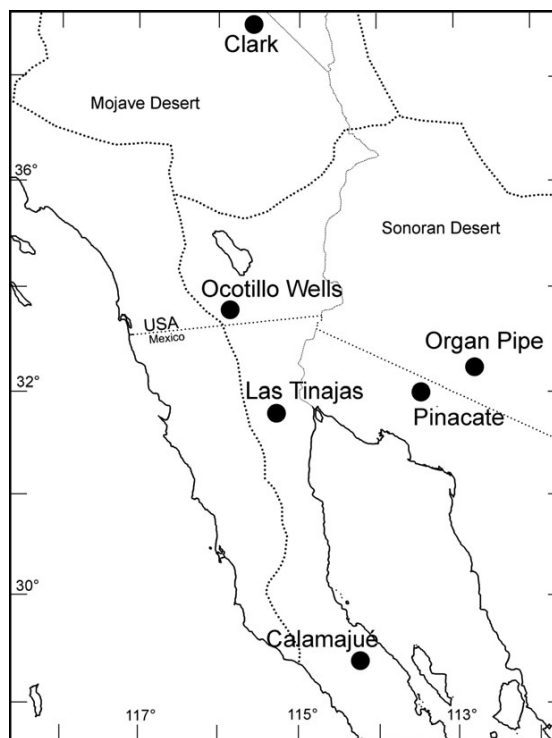 Clark
Mojave Desert
36°
Sonoran Desert
Ocotillo Wells
USA
Mexico
Organ Pipe
32°
Las Tinajas
Pinacate
30°
Calamajué
117°
115°
113°